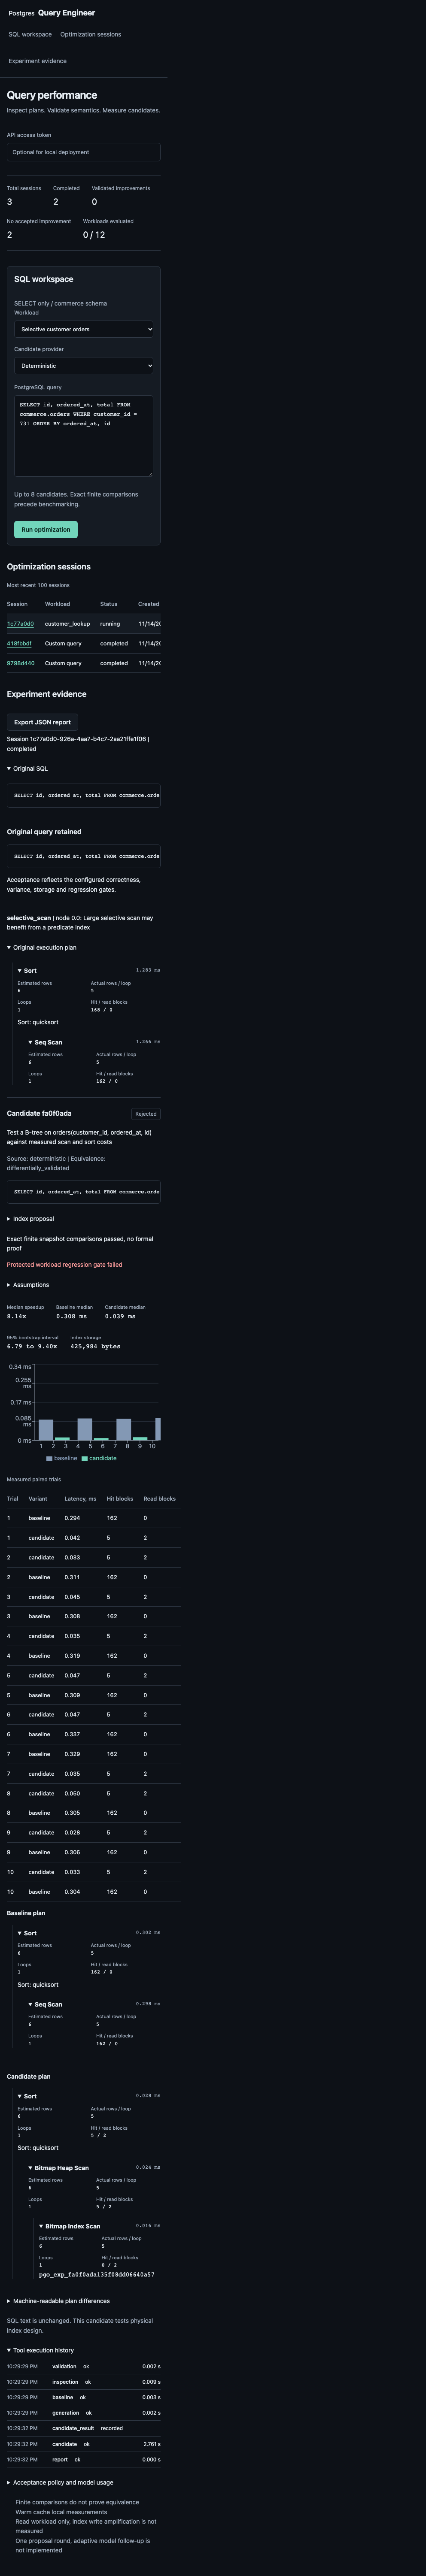 Postgres Query Engineer
SQL workspace Optimization sessions
Experiment evidence
Query performance
Inspect plans. Validate semantics. Measure candidates.
API access token
Optional for local deployment
Total sessions Completed Validated improvements
3 2 0
No accepted improvement Workloads evaluated
2 0 / 12
SQL workspace
SELECT only / commerce schema
Workload
Selective customer orders
Candidate provider
Deterministic
PostgreSQL query
SELECT id, ordered_at, total FROM
commerce.orders WHERE customer_id =
731 ORDER BY ordered_at, id
Up to 8 candidates. Exact finite comparisons
precede benchmarking.
Run optimization
Optimization sessions
Most recent 100 sessions
Session Workload Status Created
1c77a0d0 customer_lookup running 11/14/20
418fbbdf Custom query completed 11/14/20
9798d440 Custom query completed 11/14/20
Experiment evidence
Export JSON report
Session 1c77a0d0-926a-4aa7-b4c7-2aa21ffe1f06 |
completed
▼ Original SQL
SELECT id, ordered_at, total FROM commerce.orde
Original query retained
SELECT id, ordered_at, total FROM commerce.orde
Acceptance reflects the configured correctness,
variance, storage and regression gates.
selective_scan | node 0.0: Large selective scan may
benefit from a predicate index
▼ Original execution plan
▼ Sort 1.283 ms
Estimated rows Actual rows / loop
6 5
Loops Hit / read blocks
1 168 / 0
Sort: quicksort
▼ Seq Scan 1.266 ms
Estimated rows Actual rows / loop
6 5
Loops Hit / read blocks
1 162 / 0
Candidate fa0f0ada Rejected
Test a B-tree on orders(customer_id, ordered_at, id)
against measured scan and sort costs
Source: deterministic | Equivalence:
differentially_validated
SELECT id, ordered_at, total FROM commerce.orde
▶ Index proposal
Exact finite snapshot comparisons passed, no formal
proof
Protected workload regression gate failed
▶ Assumptions
Median speedup Baseline median Candidate median
8.14x 0.308 ms 0.039 ms
95% bootstrap interval Index storage
6.79 to 9.40x 425,984 bytes
0.34 ms
0.255
ms
0.17 ms
0.085
ms
0 ms
1 2 3 4 5 6 7 8 9 10
baseline candidate
Measured paired trials
Trial Variant Latency, ms Hit blocks Read blocks
1 baseline 0.294 162 0
1 candidate 0.042 5 2
2 candidate 0.033 5 2
2 baseline 0.311 162 0
3 candidate 0.045 5 2
3 baseline 0.308 162 0
4 candidate 0.035 5 2
4 baseline 0.319 162 0
5 candidate 0.047 5 2
5 baseline 0.309 162 0
6 candidate 0.047 5 2
6 baseline 0.337 162 0
7 baseline 0.329 162 0
7 candidate 0.035 5 2
8 candidate 0.050 5 2
8 baseline 0.305 162 0
9 candidate 0.028 5 2
9 baseline 0.306 162 0
10 candidate 0.033 5 2
10 baseline 0.304 162 0
Baseline plan
▼ Sort 0.302 ms
Estimated rows Actual rows / loop
6 5
Loops Hit / read blocks
1 162 / 0
Sort: quicksort
▼ Seq Scan 0.298 ms
Estimated rows Actual rows / loop
6 5
Loops Hit / read blocks
1 162 / 0
Candidate plan
▼ Sort 0.028 ms
Estimated rows Actual rows / loop
6 5
Loops Hit / read blocks
1 5 / 2
Sort: quicksort
▼ Bitmap Heap Scan 0.024 ms
Estimated rows Actual rows / loop
6 5
Loops Hit / read blocks
1 5 / 2
▼ Bitmap Index Scan 0.016 ms
Estimated rows Actual rows / loop
6 5
Loops Hit / read blocks
1 0 / 2
pgo_exp_fa0f0ada135f08dd06640a57
▶ Machine-readable plan differences
SQL text is unchanged. This candidate tests physical
index design.
▼ Tool execution history
10:29:29 PM validation ok 0.002 s
10:29:29 PM inspection ok 0.009 s
10:29:29 PM baseline ok 0.003 s
10:29:29 PM generation ok 0.002 s
10:29:32 PM candidate_result recorded
10:29:32 PM candidate ok 2.761 s
10:29:32 PM report ok 0.000 s
▶ Acceptance policy and model usage
Finite comparisons do not prove equivalence
Warm cache local measurements
Read workload only, index write amplification is not
measured
One proposal round, adaptive model follow-up is
not implemented